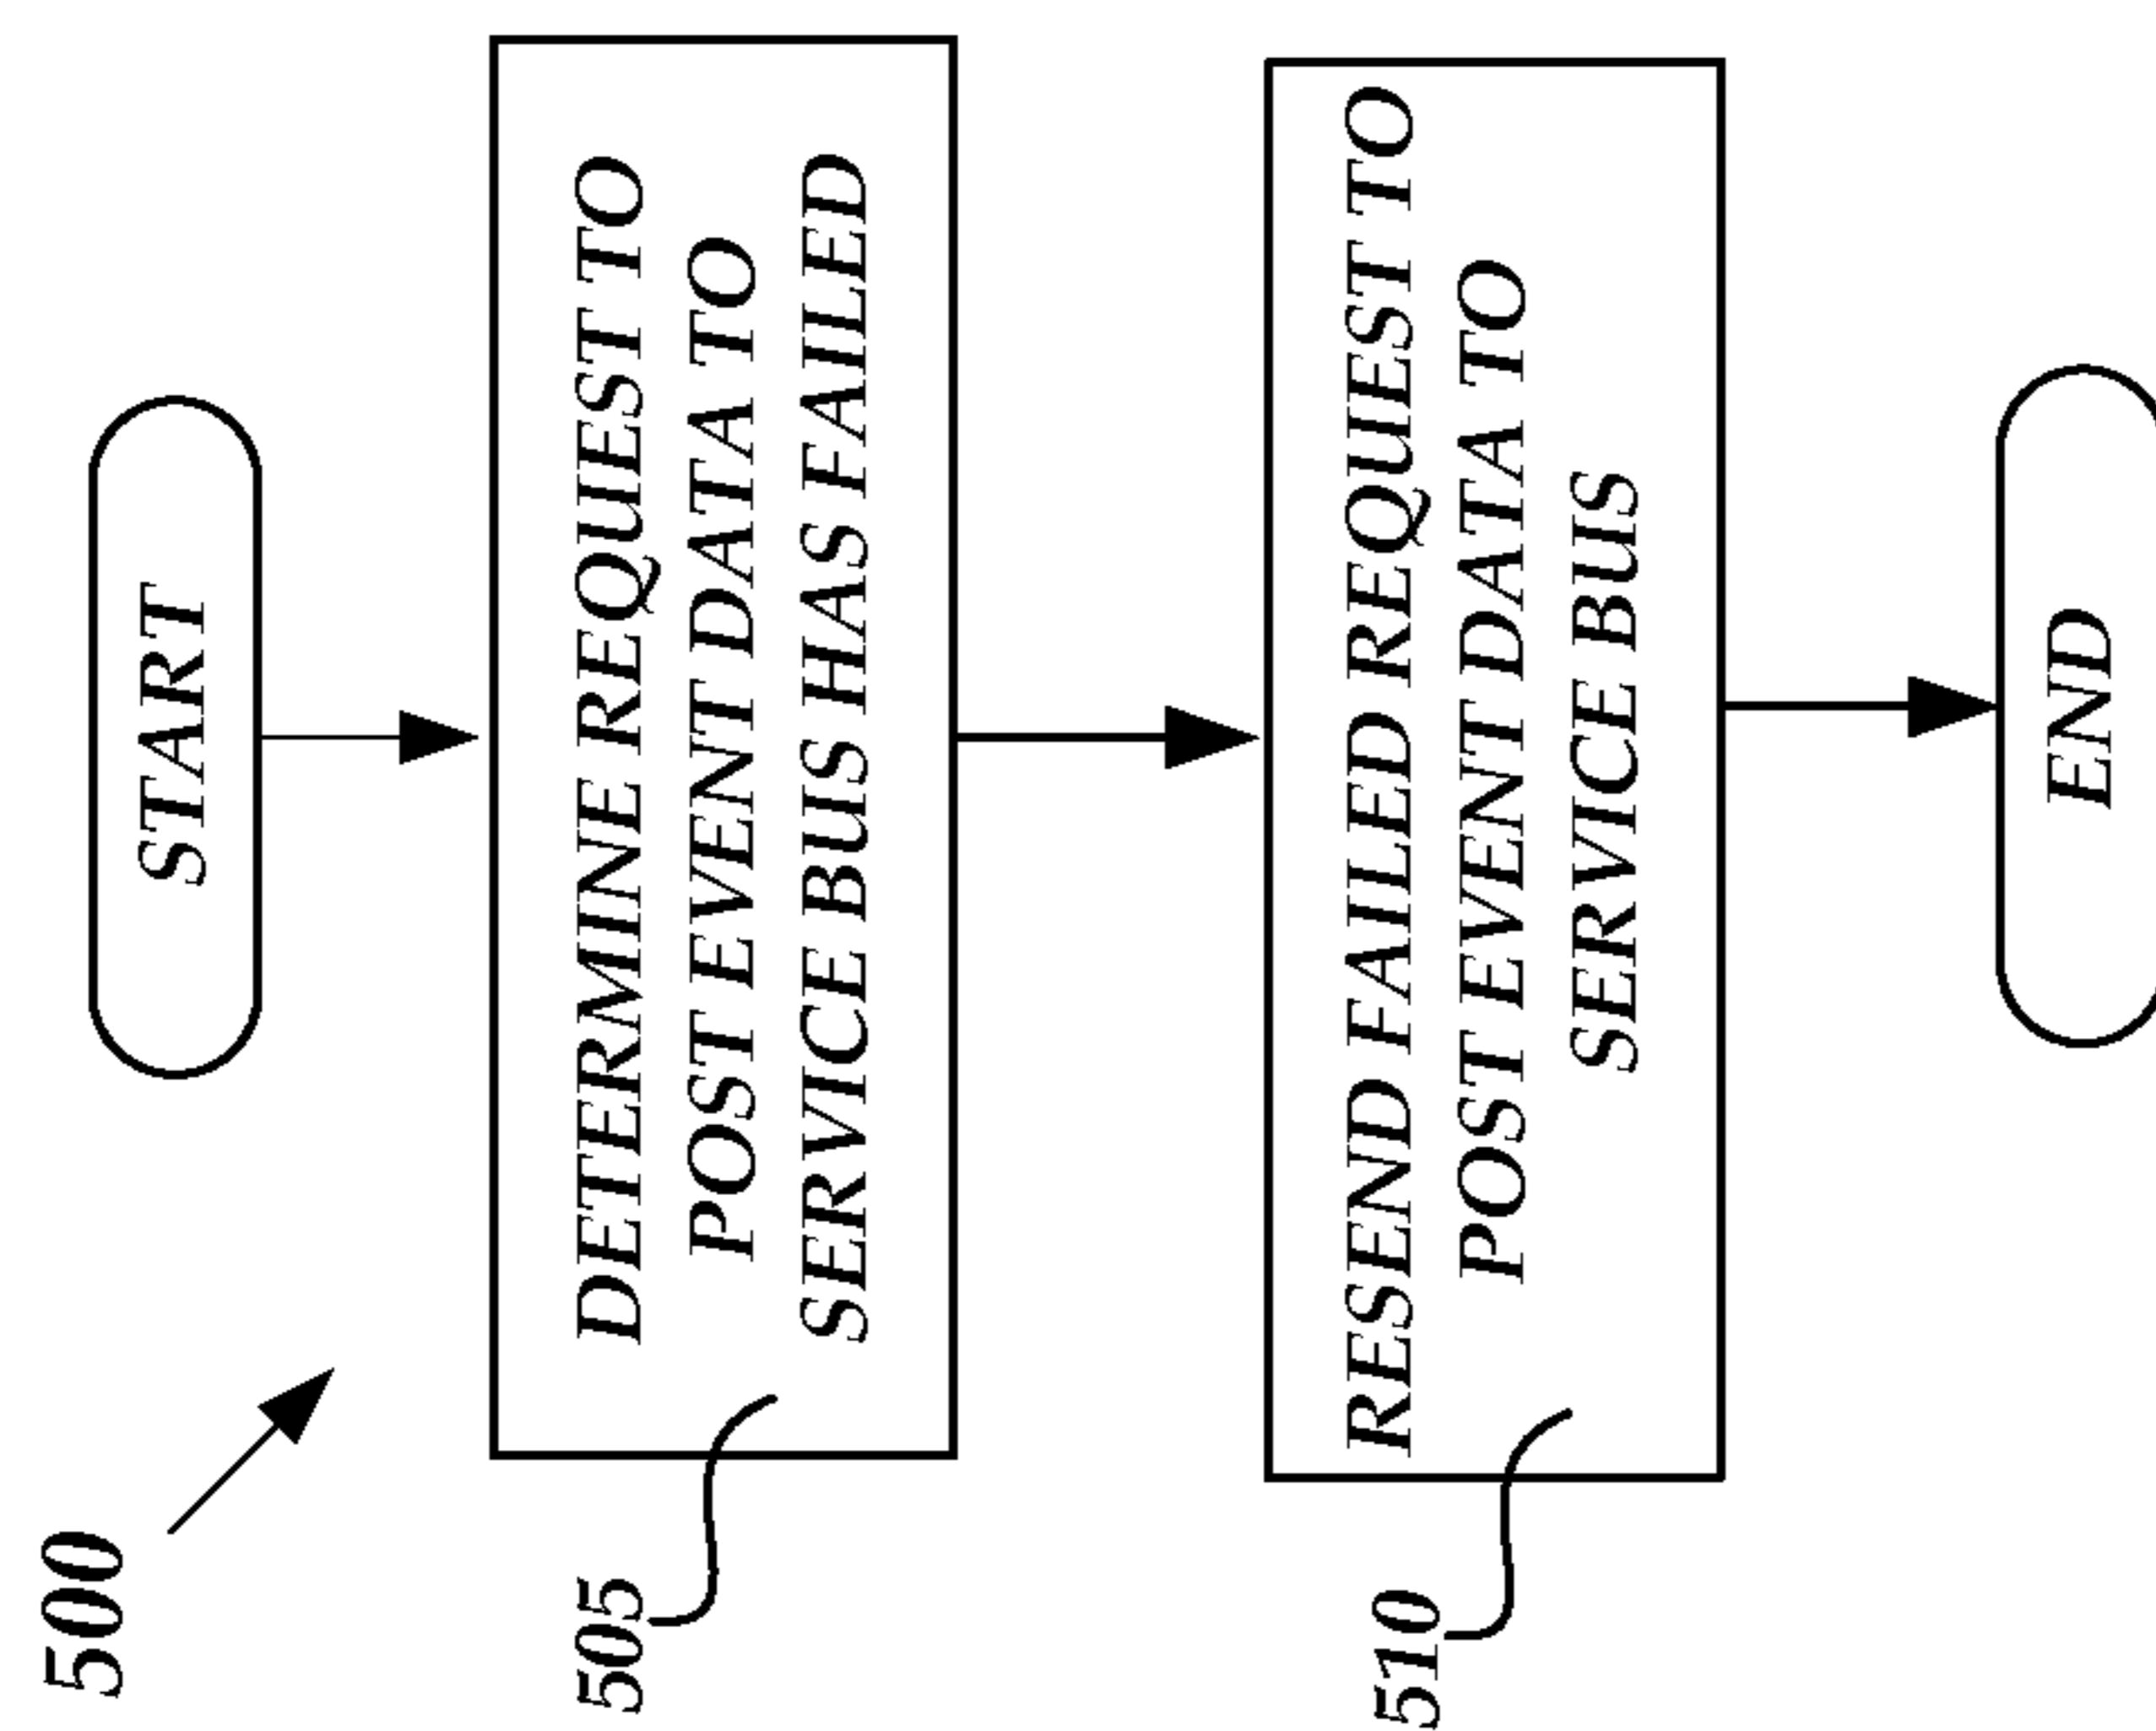 500
START
505
DETERMINE REQUEST TO
POST EVENT DATA TO
SERVICE BUS HAS FAILED
510
RESEND FAILED REQUEST TO
POST EVENT DATA TO
SERVICE BUS
END